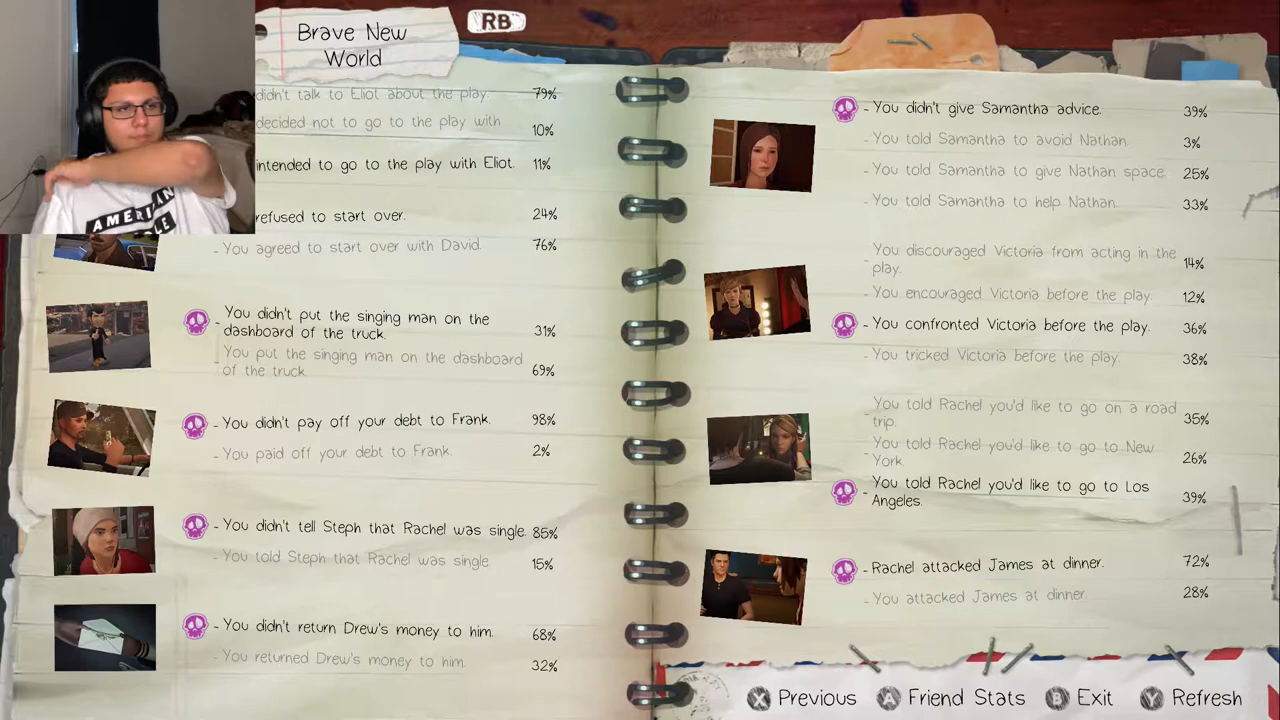 Brave New
World
RB
didn't talk to Eliot about the play. 79%
decided not to go to the play with 10%
intended to go to the play with Eliot. 11%
refused to start over. 24%
- You agreed to start over with David. 76%
- You didn't put the singing man on the
dashboard of the truck. 31%
- You put the singing man on the dashboard
of the truck. 69%
- You didn't pay off your debt to Frank. 98%
- You paid off your debt to Frank. 2%
- You didn't tell Steph that Rachel was single. 85%
- You told Steph that Rachel was single. 15%
- You didn't return Drew's money to him. 68%
- You returned Drew's money to him. 32%
- You didn't give Samantha advice. 39%
- You told Samantha to avoid Nathan. 3%
- You told Samantha to give Nathan space. 25%
- You told Samantha to help Nathan. 33%
- You discouraged Victoria from acting in the
play. 14%
- You encouraged Victoria before the play. 12%
- You confronted Victoria before the play. 36%
- You tricked Victoria before the play. 38%
- You told Rachel you'd like to go on a road
trip. 35%
- You told Rachel you'd like to go to New
York. 26%
- You told Rachel you'd like to go to Los
Angeles. 39%
- Rachel attacked James at dinner. 72%
- You attacked James at dinner. 28%
X Previous A Friend Stats B Exit Y Refresh
AMERICAN